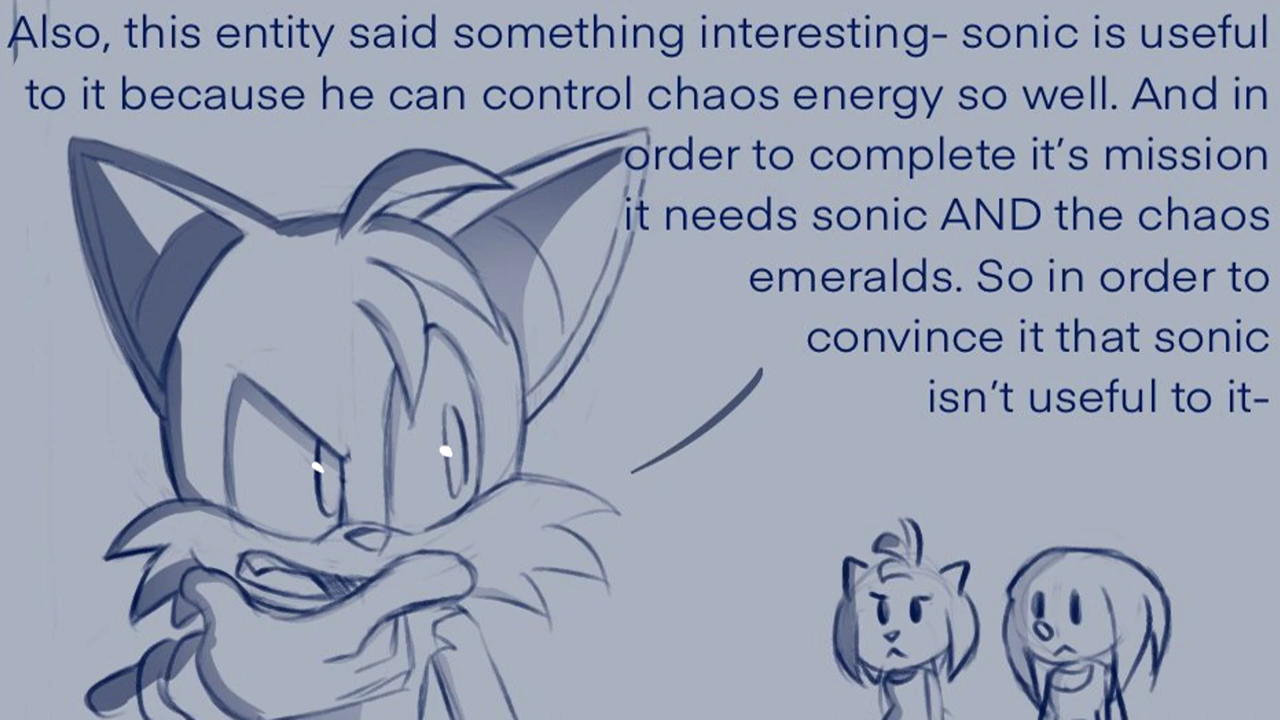 Also, this entity said something interesting- sonic is useful
to it because he can control chaos energy so well. And in
order to complete it's mission
it needs sonic AND the chaos
emeralds. So in order to
convince it that sonic
isn't useful to it-